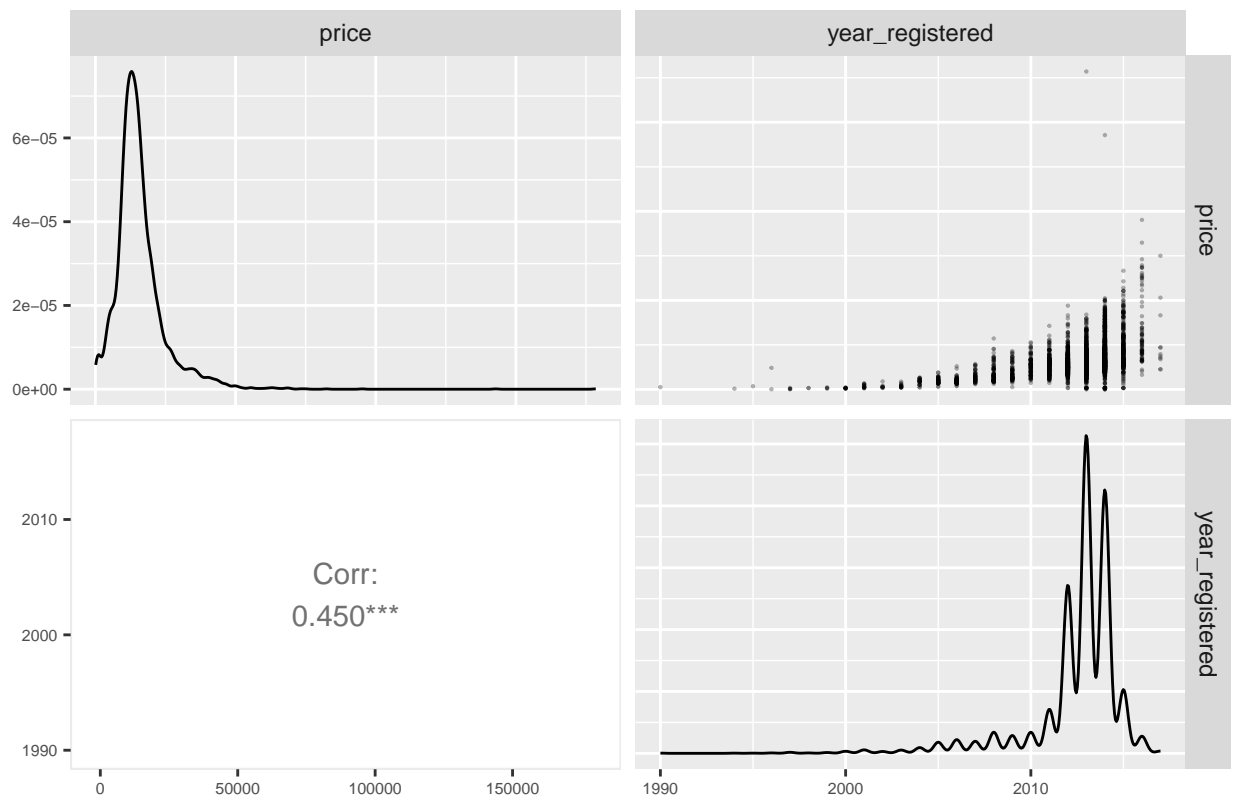 price
year_registered
6e−05
4e−05
2e−05
0e+00
price
2010
2000
1990
Corr:
0.450***
year_registered
0
50000
100000
150000
1990
2000
2010